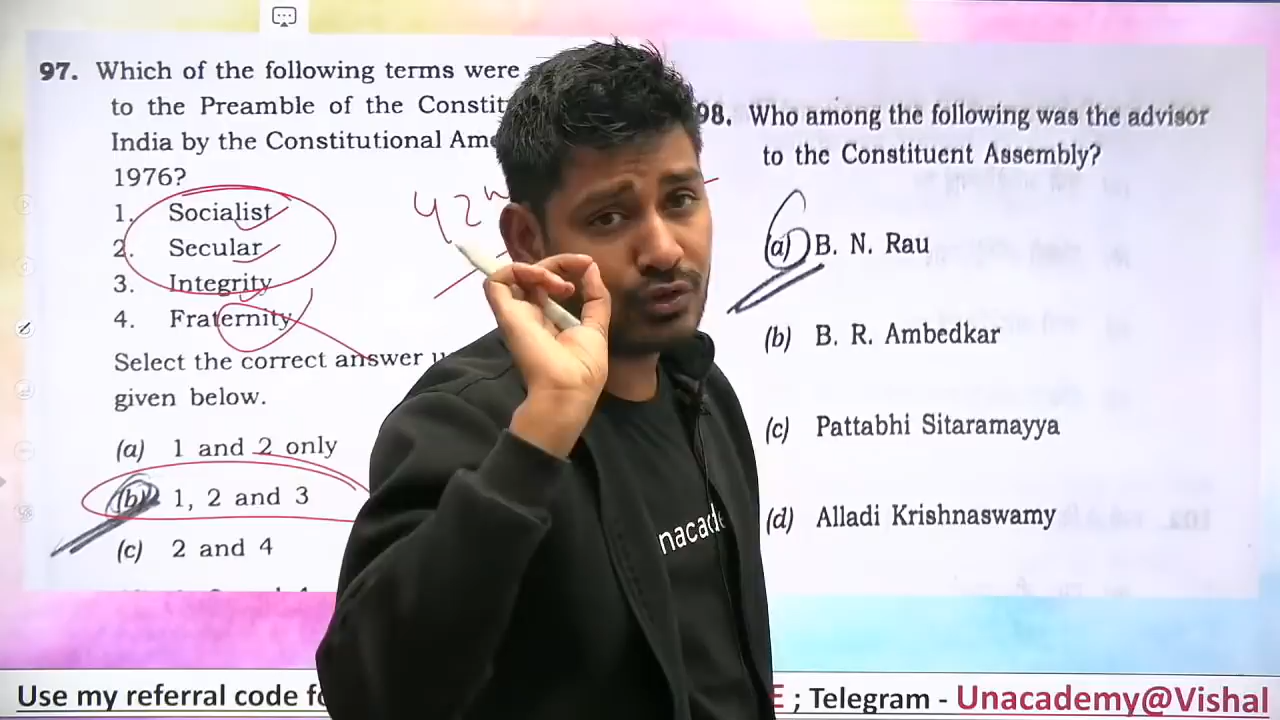 97. Which of the following terms were
to the Preamble of the Constit
India by the Constitutional Ame
1976?
1. Socialist
2. Secular
3. Integrity
4. Fraternity
Select the correct answer u
given below.
(a) 1 and 2 only
(b) 1, 2 and 3
(c) 2 and 4
42n
98. Who among the following was the advisor
to the Constituent Assembly?
(a) B. N. Rau
(b) B. R. Ambedkar
(c) Pattabhi Sitaramayya
(d) Alladi Krishnaswamy
nacade
Use my referral code fo
E ; Telegram - Unacademy@Vishal